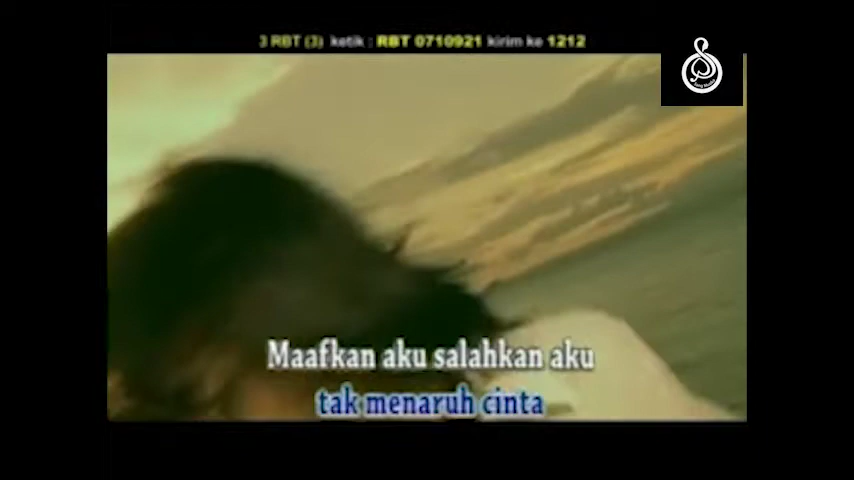 3 RBT (3) ketik : RBT 0710921 kirim ke 1212
Maafkan aku salahkan aku
tak menaruh cinta